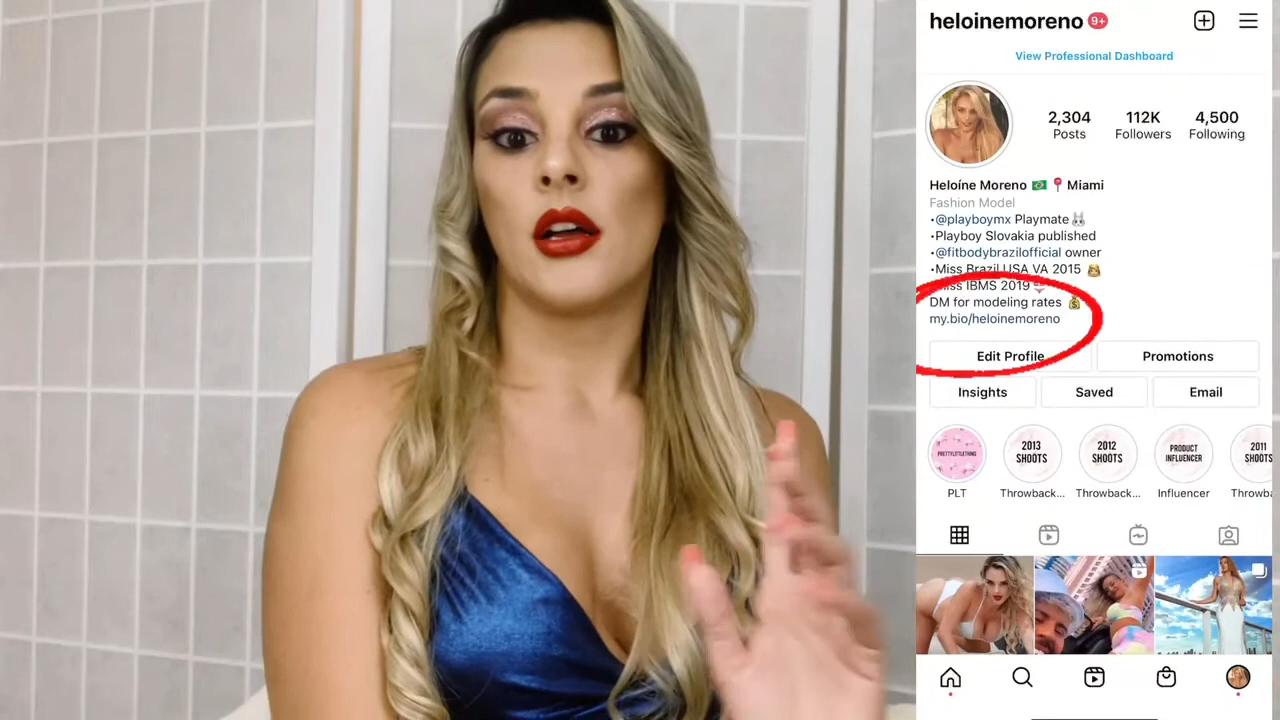 heloinemoreno 9+
View Professional Dashboard
2,304 112K 4,500
Posts Followers Following
Heloíne Moreno 🇧🇷 📍 Miami
Fashion Model
•@playboymx Playmate🐰
•Playboy Slovakia published
•@fitbodybrazilofficial owner
•Miss Brazil USA VA 2015 👸🏼
•Miss IBMS 2019 👙
DM for modeling rates 💰
my.bio/heloinemoreno
Edit Profile Promotions
Insights Saved Email
PRETTYLITTLETHING 2013 SHOOTS 2012 SHOOTS PRODUCT INFLUENCER 2011 SHOOTS
PLT Throwback... Throwback... Influencer Throwba